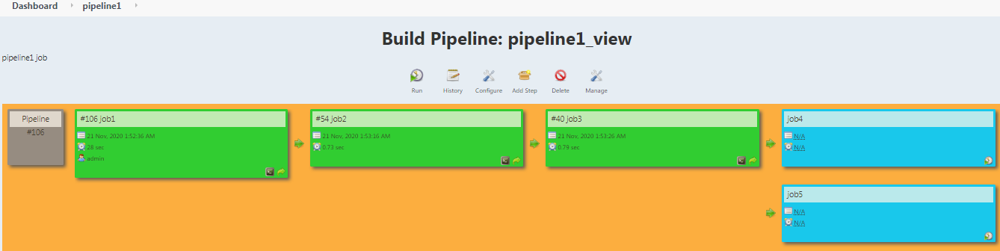 Dashboard pipeline1
Build Pipeline: pipeline1_view
pipeline1 job
Run History Configure Add Step Delete Manage
Pipeline
#106
#106 job1
21 Nov, 2020 1:52:36 AM
28 sec
admin
#54 job2
21 Nov, 2020 1:53:16 AM
0.73 sec
#40 job3
21 Nov, 2020 1:53:26 AM
0.79 sec
job4
N/A
N/A
job5
N/A
N/A